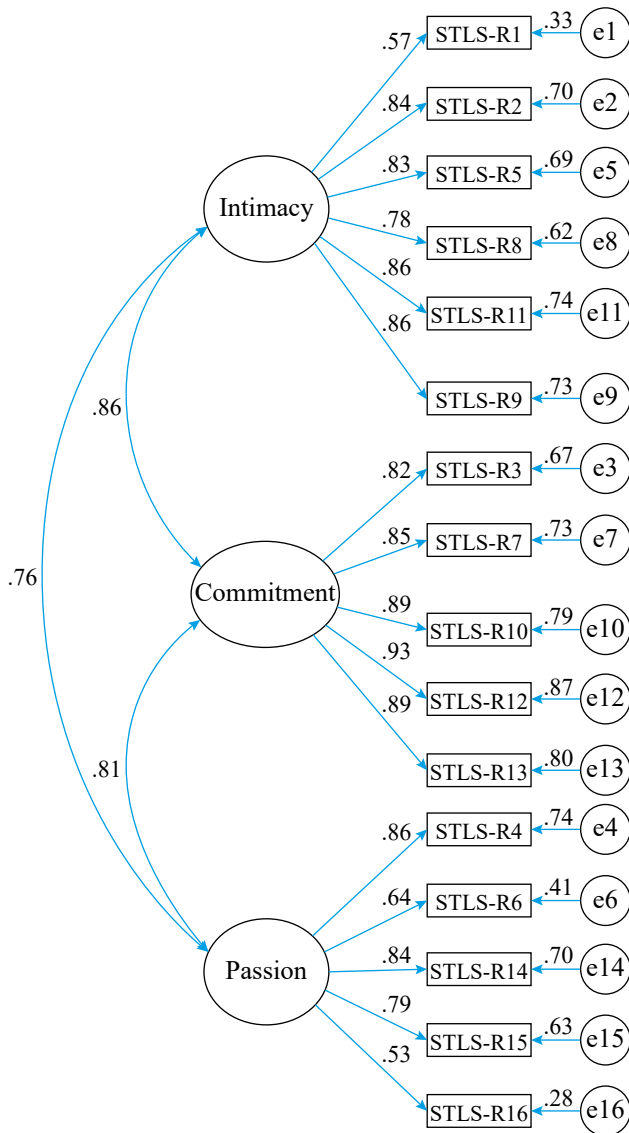 .57 STLS-R1 .33 e1
.84 STLS-R2 .70 e2
.83 STLS-R5 .69 e5
Intimacy
.78 STLS-R8 .62 e8
.86 STLS-R11 .74 e11
.86 STLS-R9 .73 e9
.86
.82 STLS-R3 .67 e3
.85 STLS-R7 .73 e7
.76
Commitment
.89 STLS-R10 .79 e10
.93 STLS-R12 .87 e12
.89 STLS-R13 .80 e13
.81
.86 STLS-R4 .74 e4
.64 STLS-R6 .41 e6
Passion
.84 STLS-R14 .70 e14
.79 STLS-R15 .63 e15
.53 STLS-R16 .28 e16